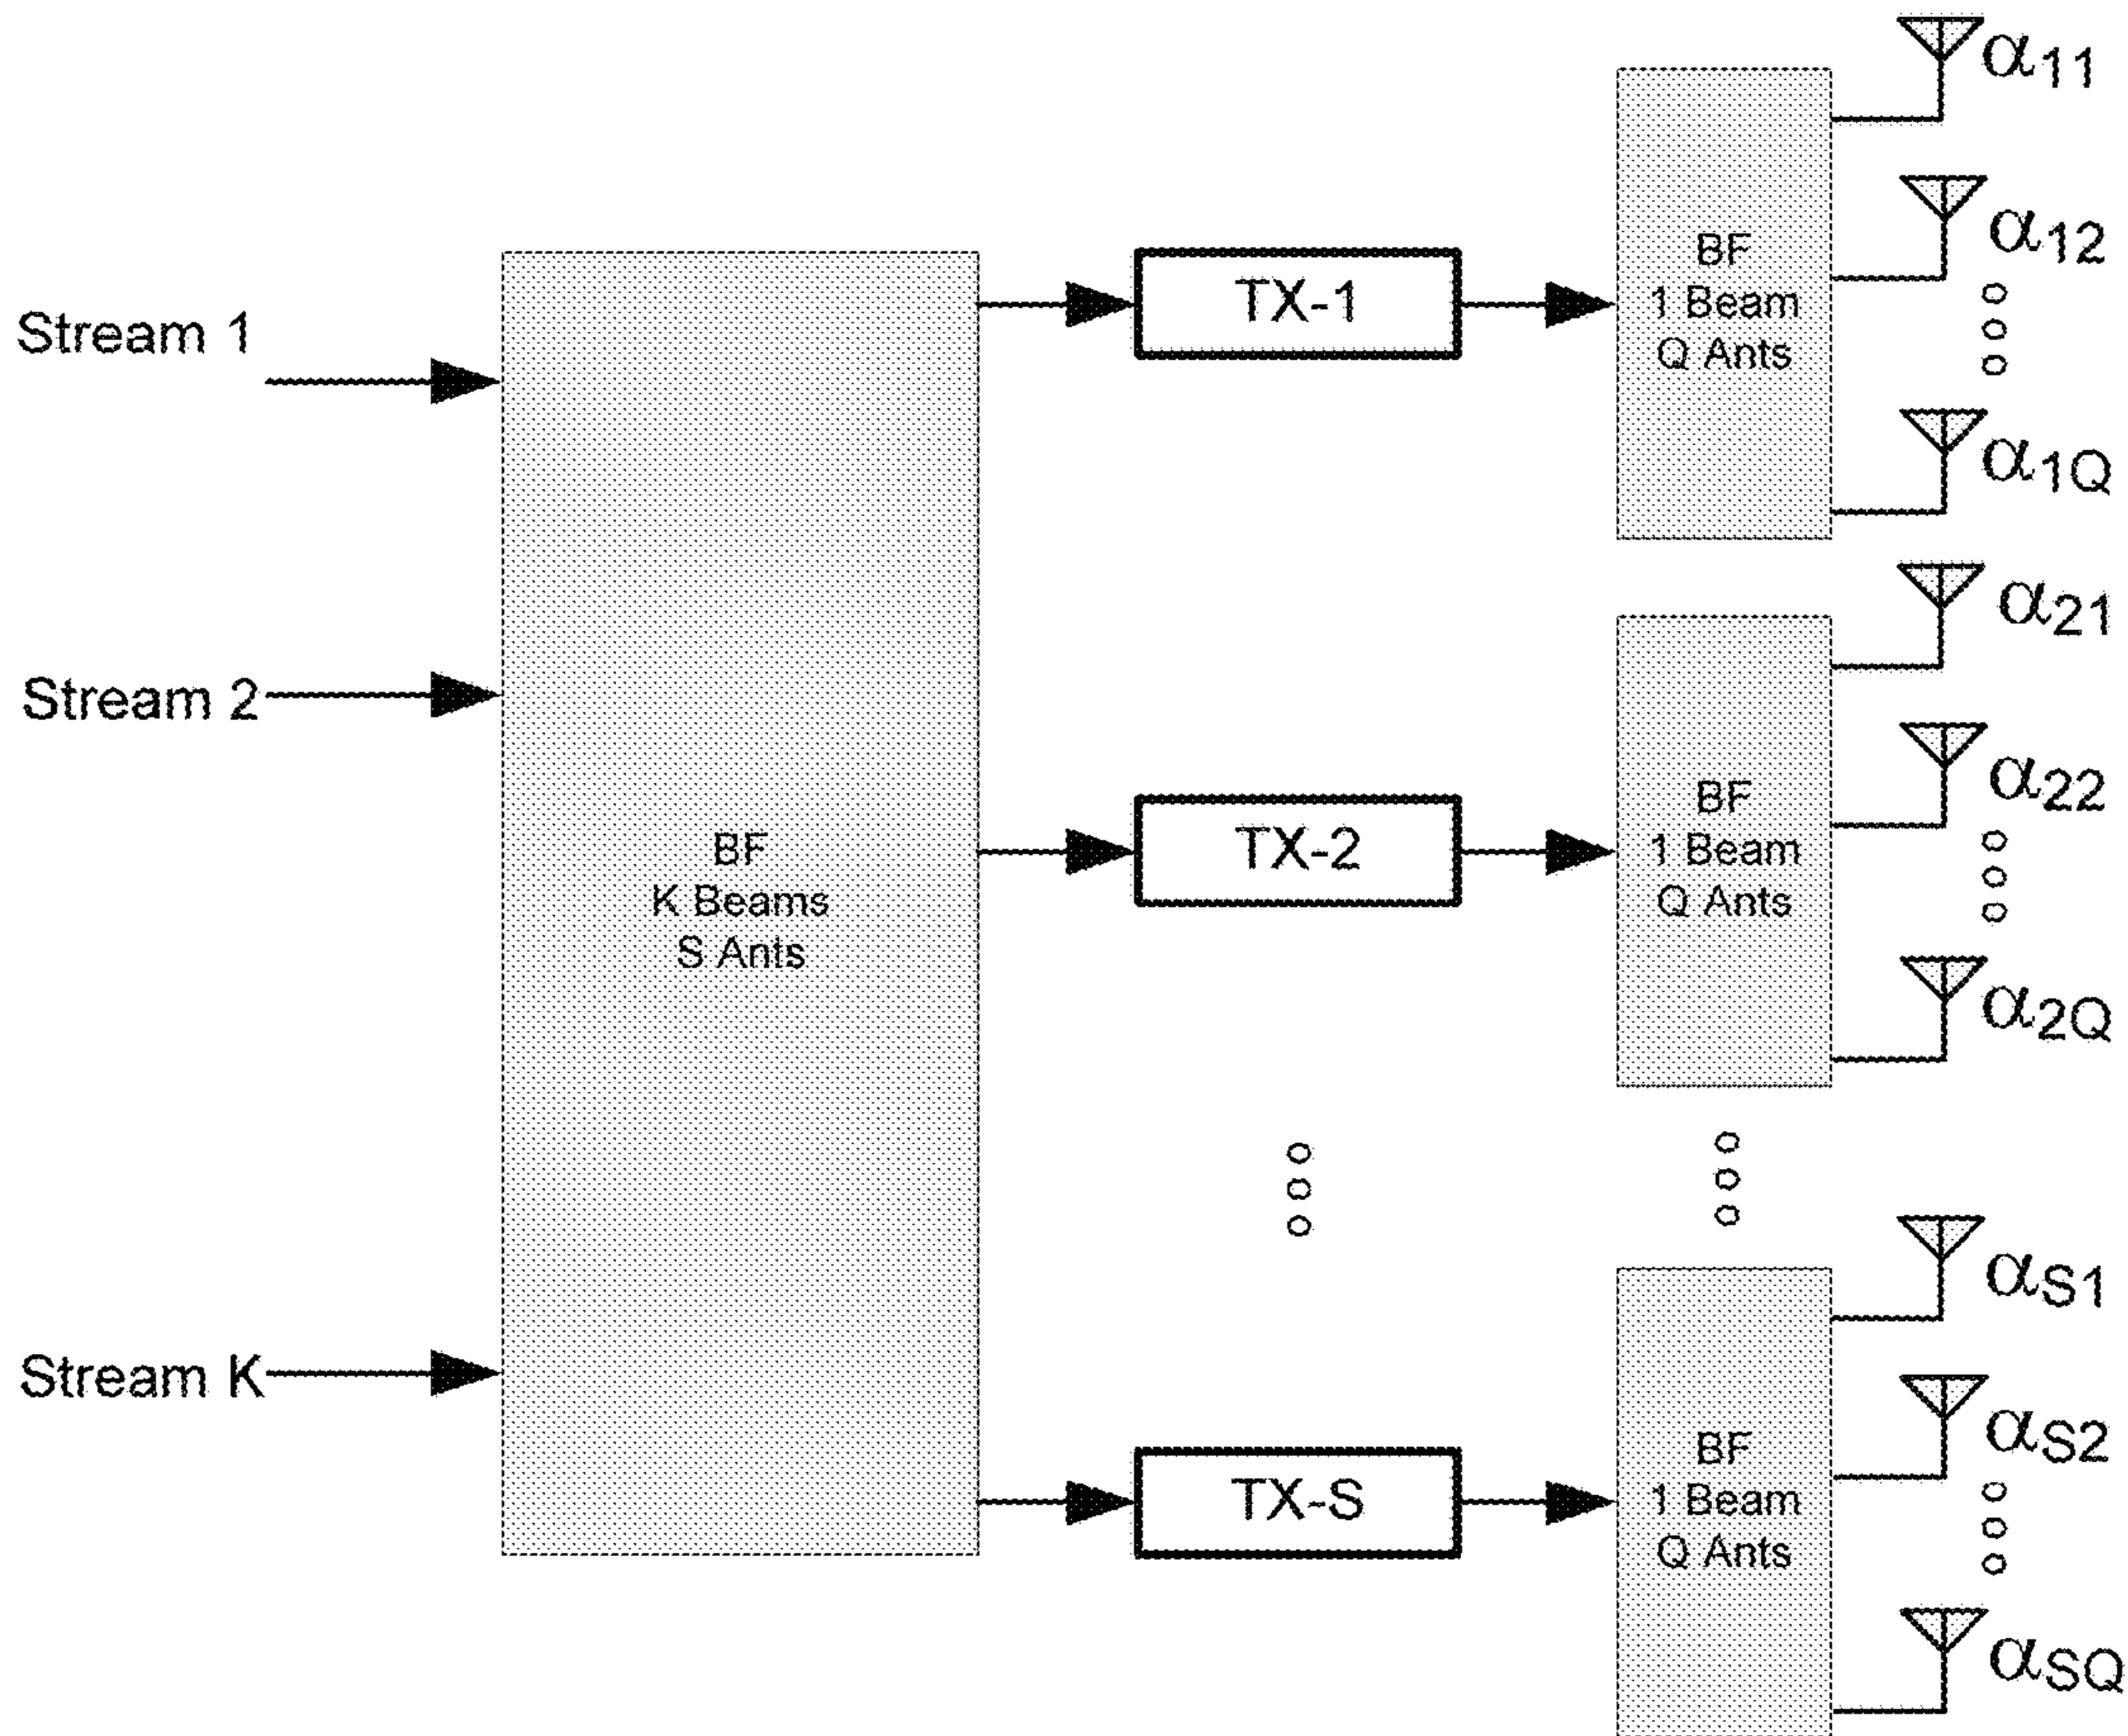 Stream 1
Stream 2
Stream K
BF
K Beams
S Ants
TX-1
TX-2
TX-S
BF
1 Beam
Q Ants
BF
1 Beam
Q Ants
BF
1 Beam
Q Ants
α11
α12
α1Q
α21
α22
α2Q
αS1
αS2
αSQ